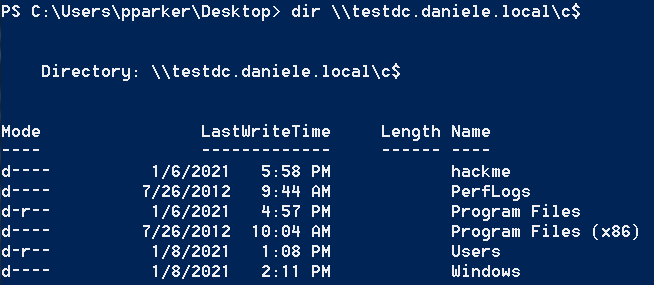 PS C:\Users\pparker\Desktop> dir \\testdc.daniele.local\c$
Directory: \\testdc.daniele.local\c$
Mode LastWriteTime Length Name
---- ------------- ------ ----
d---- 1/6/2021 5:58 PM hackme
d---- 7/26/2012 9:44 AM PerfLogs
d-r-- 1/6/2021 4:57 PM Program Files
d---- 7/26/2012 10:04 AM Program Files (x86)
d-r-- 1/8/2021 1:08 PM Users
d---- 1/8/2021 2:11 PM Windows